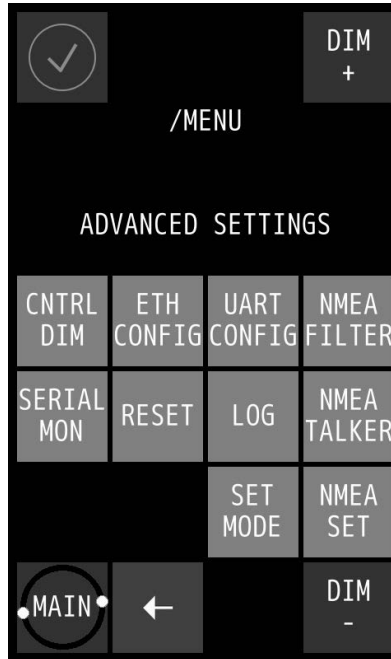 DIM
+
/MENU
ADVANCED SETTINGS
CNTRL
DIM
ETH
CONFIG
UART
CONFIG
NMEA
FILTER
SERIAL
MON
RESET
LOG
NMEA
TALKER
SET
MODE
NMEA
SET
MAIN
←
DIM
-